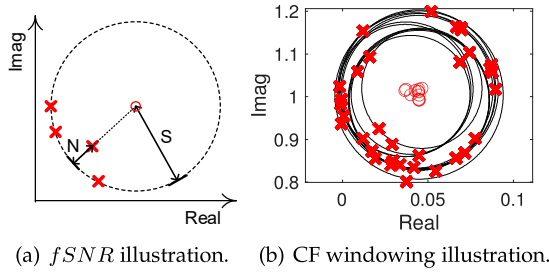 Imag
N
S
Real
(a) fSNR illustration.
1.2
1.1
1.0
0.9
0.8
Imag
0
0.05
0.1
Real
(b) CF windowing illustration.